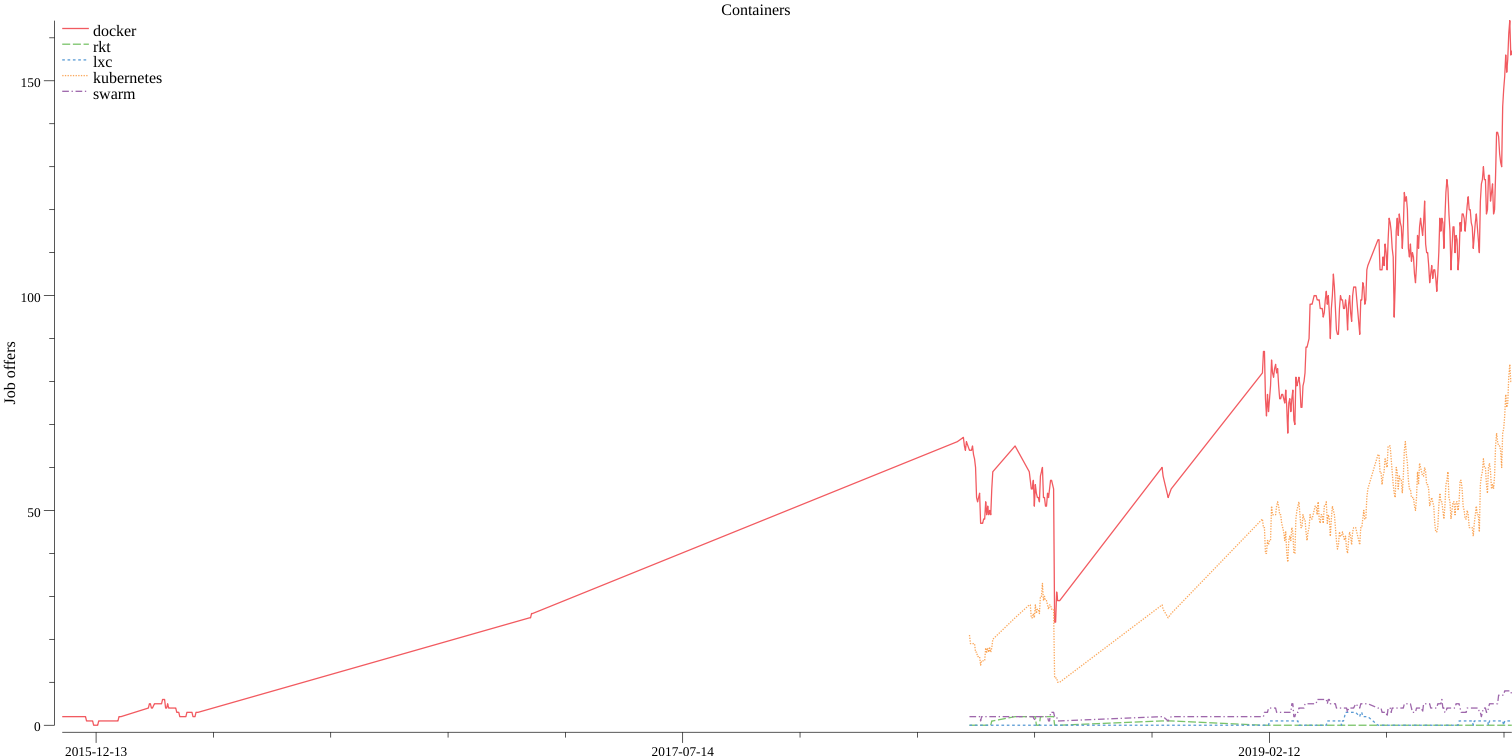 Containers
docker
rkt
lxc
kubernetes
swarm
150
100
50
0
Job offers
2015-12-13
2017-07-14
2019-02-12